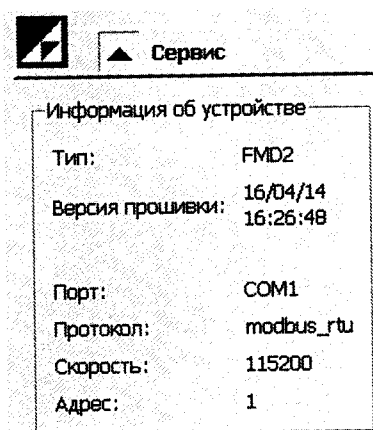 Сервис
Информация об устройстве
Тип: FMD2
Версия прошивки: 16/04/14
16:26:48
Порт: COM1
Протокол: modbus_rtu
Скорость: 115200
Адрес: 1